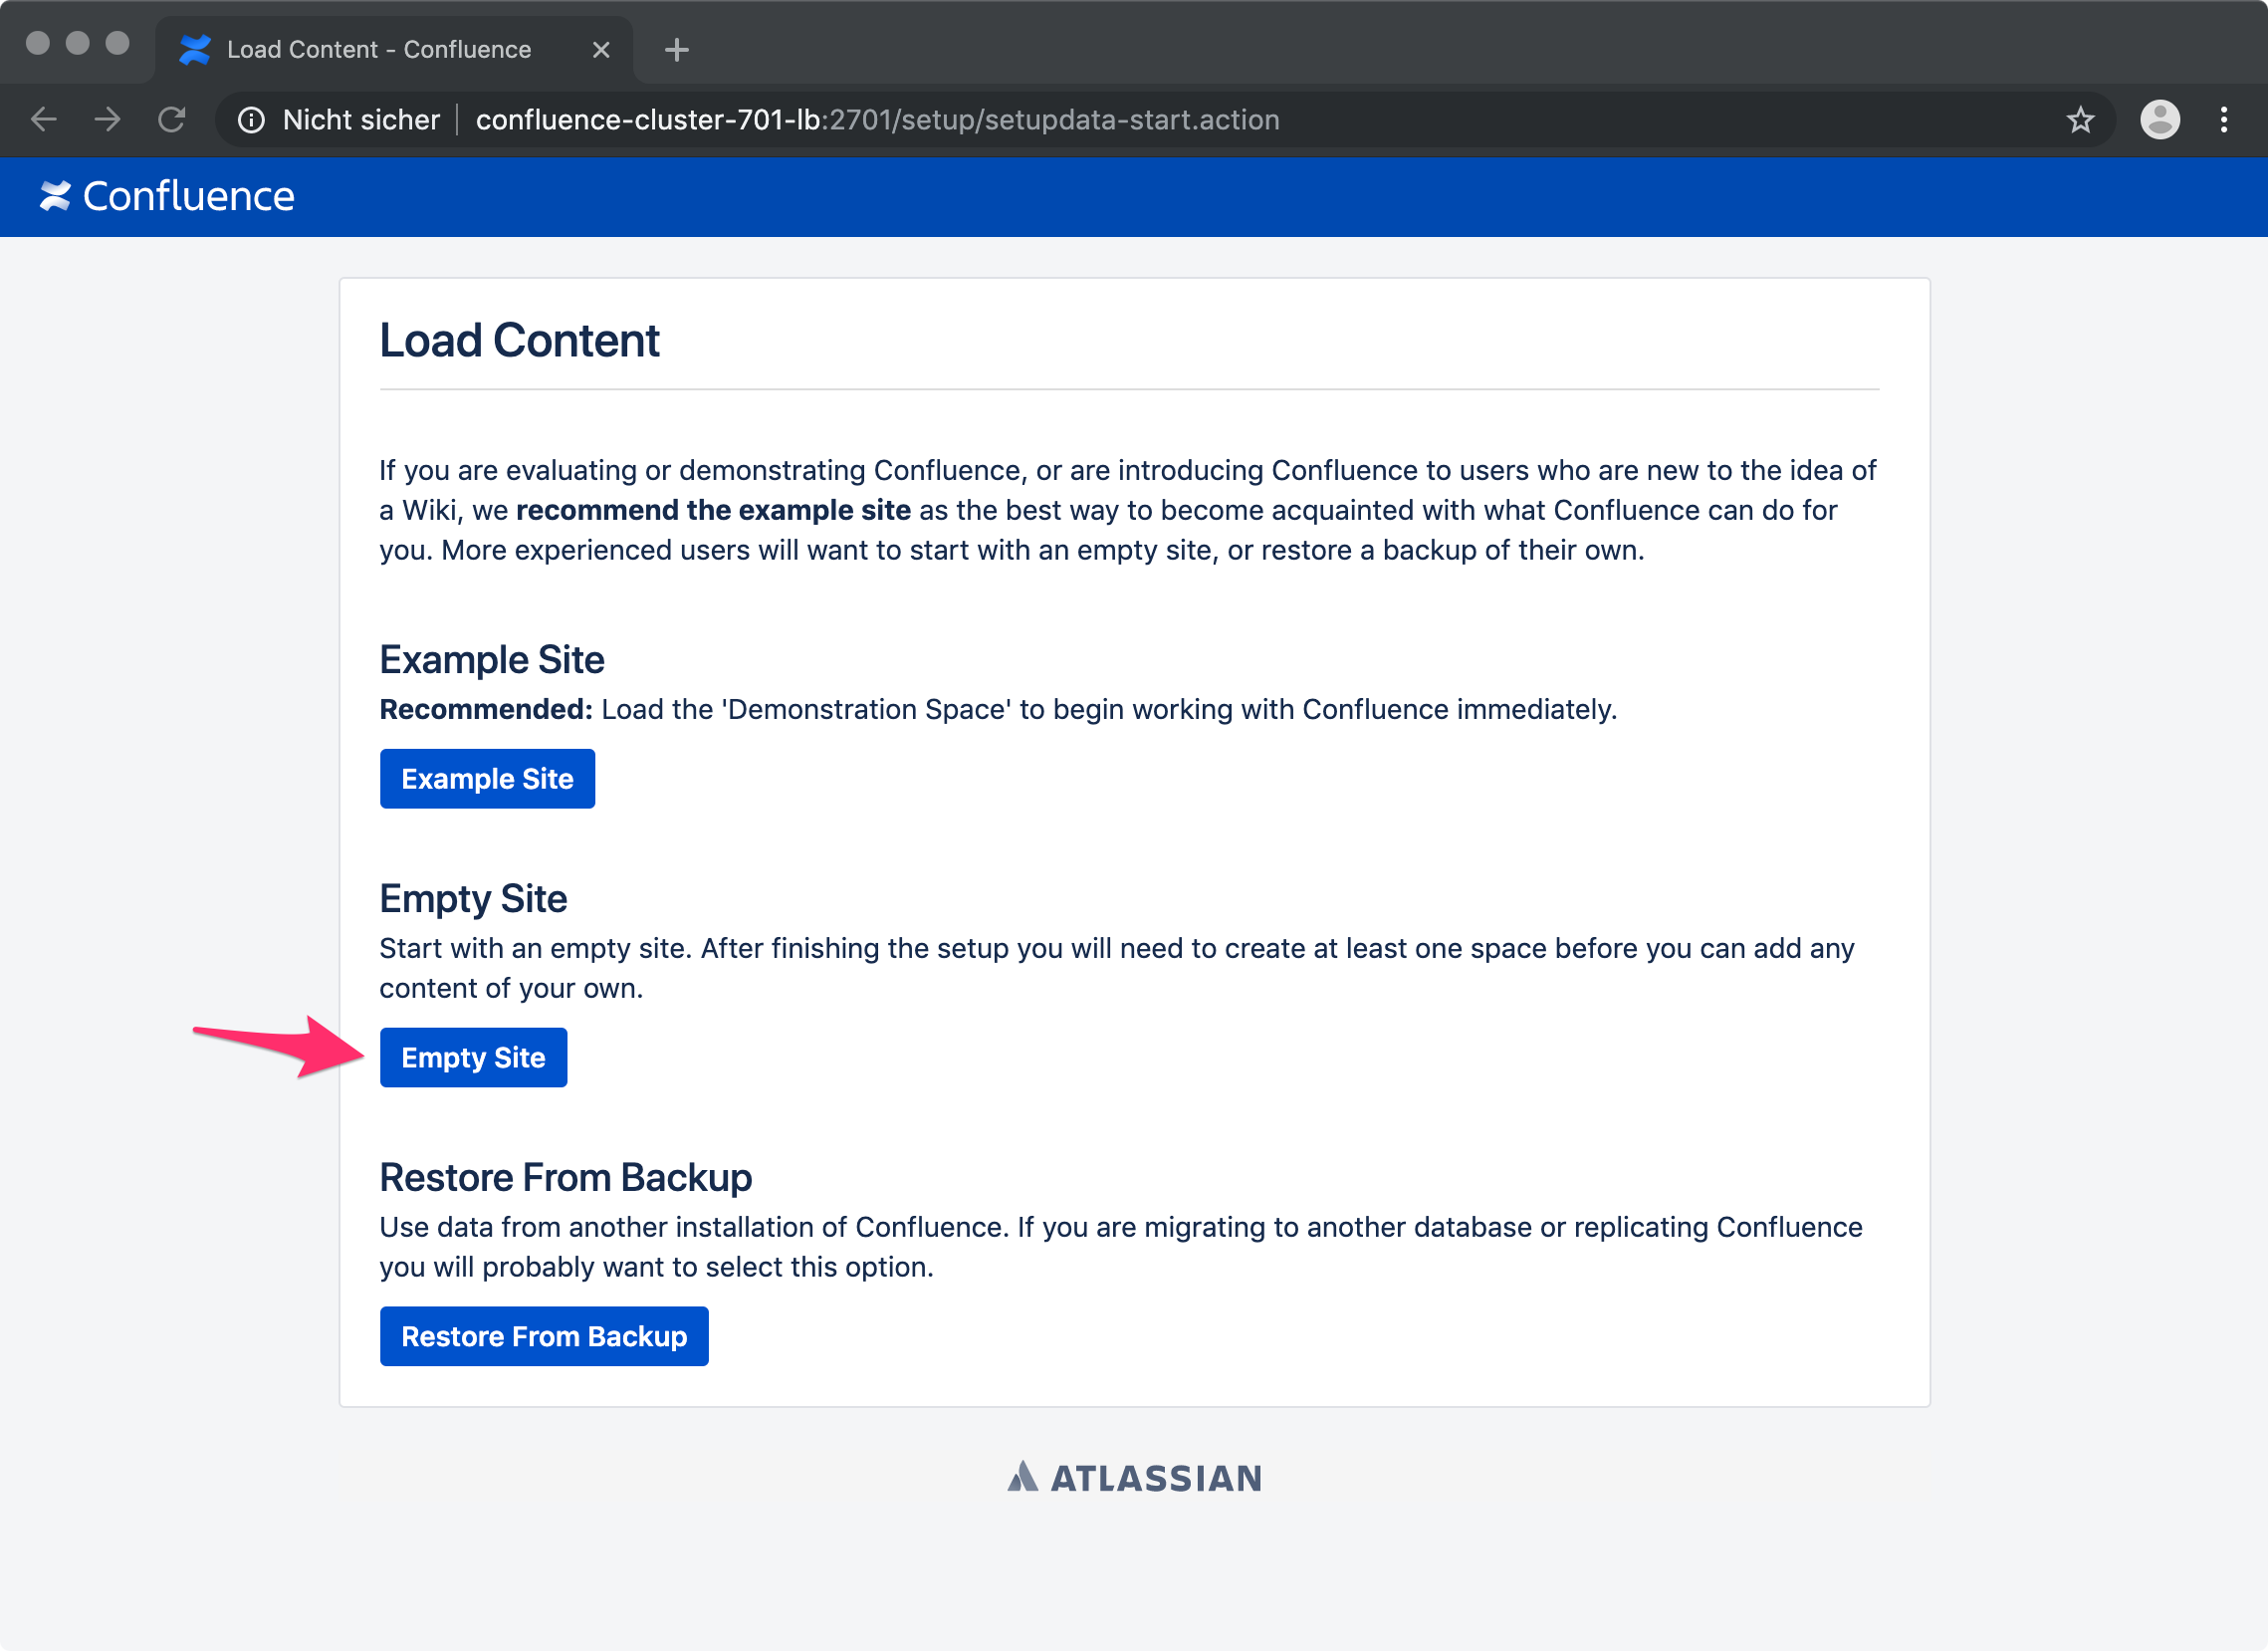 Load Content - Confluence
Nicht sicher confluence-cluster-701-lb:2701/setup/setupdata-start.action
Confluence
Load Content
If you are evaluating or demonstrating Confluence, or are introducing Confluence to users who are new to the idea of
a Wiki, we recommend the example site as the best way to become acquainted with what Confluence can do for
you. More experienced users will want to start with an empty site, or restore a backup of their own.
Example Site
Recommended: Load the 'Demonstration Space' to begin working with Confluence immediately.
Example Site
Empty Site
Start with an empty site. After finishing the setup you will need to create at least one space before you can add any
content of your own.
Empty Site
Restore From Backup
Use data from another installation of Confluence. If you are migrating to another database or replicating Confluence
you will probably want to select this option.
Restore From Backup
ATLASSIAN